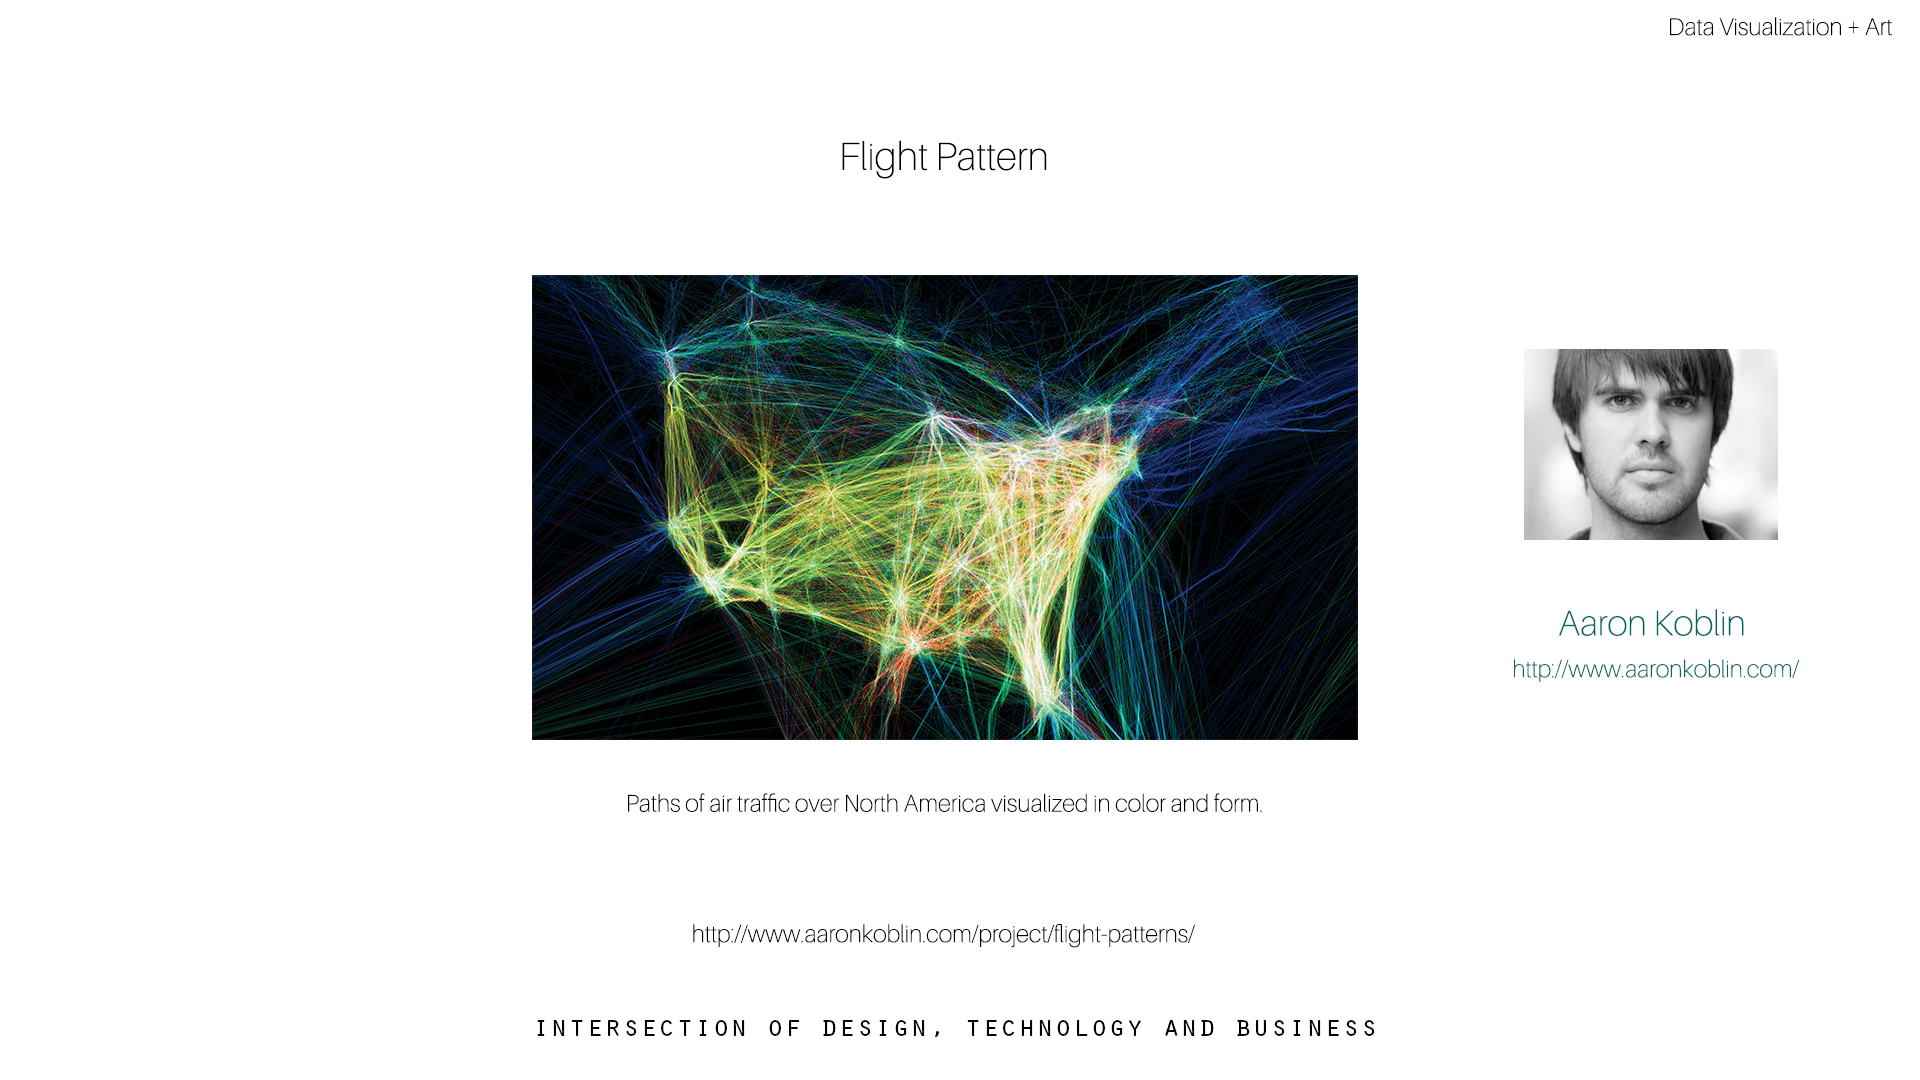 Data Visualization + Art
Flight Pattern
Aaron Koblin
http://www.aaronkoblin.com/
Paths of air traffic over North America visualized in color and form.
http://www.aaronkoblin.com/project/flight-patterns/
INTERSECTION OF DESIGN, TECHNOLOGY AND BUSINESS